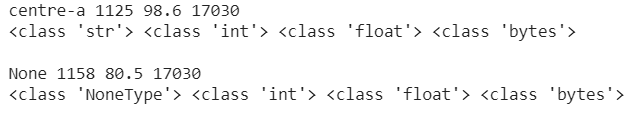 centre-a 1125 98.6 17030
<class 'str'> <class 'int'> <class 'float'> <class 'bytes'>
None 1158 80.5 17030
<class 'NoneType'> <class 'int'> <class 'float'> <class 'bytes'>